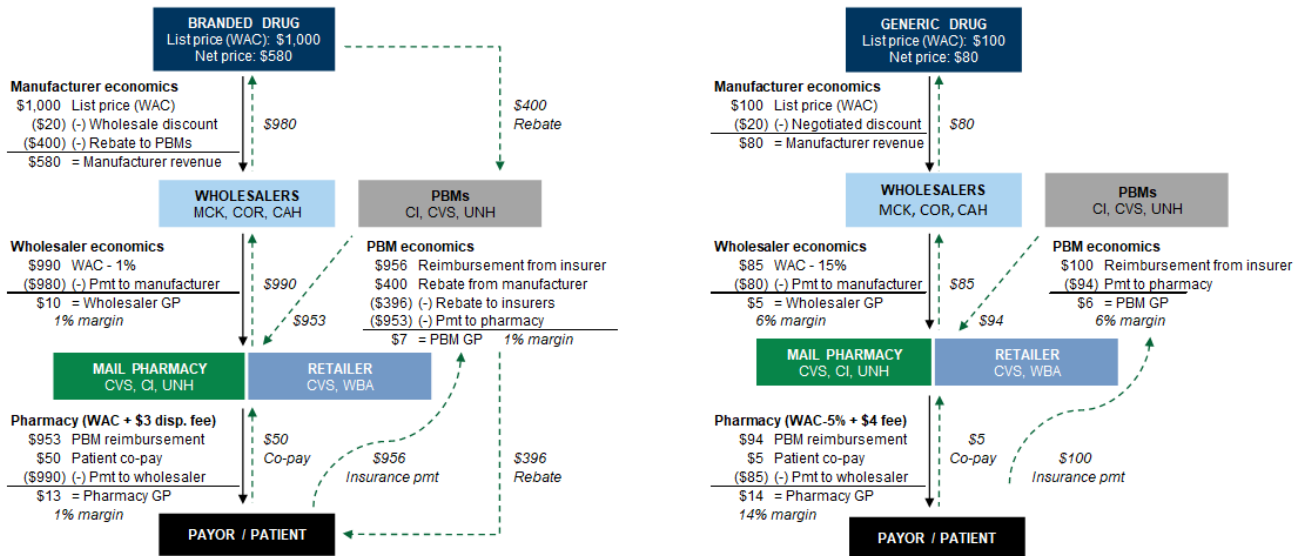 BRANDED DRUG
List price (WAC): $1,000
Net price: $580
Manufacturer economics
$1,000 List price (WAC)
($20) (-) Wholesale discount
($400) (-) Rebate to PBMs
$580 = Manufacturer revenue
$980
$400
Rebate
WHOLESALERS
MCK, COR, CAH
PBMs
CI, CVS, UNH
Wholesaler economics
$990 WAC - 1%
($980) (-) Pmt to manufacturer
$10 = Wholesaler GP
1% margin
$990
$953
PBM economics
$956 Reimbursement from insurer
$400 Rebate from manufacturer
($396) (-) Rebate to insurers
($953) (-) Pmt to pharmacy
$7 = PBM GP 1% margin
MAIL PHARMACY
CVS, CI, UNH
RETAILER
CVS, WBA
Pharmacy (WAC + $3 disp. fee)
$953 PBM reimbursement
$50 Patient co-pay
($990) (-) Pmt to wholesaler
$13 = Pharmacy GP
1% margin
$50
Co-pay
$956
Insurance pmt
$396
Rebate
PAYOR / PATIENT
GENERIC DRUG
List price (WAC): $100
Net price: $80
Manufacturer economics
$100 List price (WAC)
($20) (-) Negotiated discount
$80 = Manufacturer revenue
$80
WHOLESALERS
MCK, COR, CAH
PBMs
CI, CVS, UNH
Wholesaler economics
$85 WAC - 15%
($80) (-) Pmt to manufacturer
$5 = Wholesaler GP
6% margin
$85
$94
PBM economics
$100 Reimbursement from insurer
($94) (-) Pmt to pharmacy
$6 = PBM GP
6% margin
MAIL PHARMACY
CVS, CI, UNH
RETAILER
CVS, WBA
Pharmacy (WAC-5% + $4 fee)
$94 PBM reimbursement
$5 Patient co-pay
($85) (-) Pmt to wholesaler
$14 = Pharmacy GP
14% margin
$5
Co-pay
$100
Insurance pmt
PAYOR / PATIENT